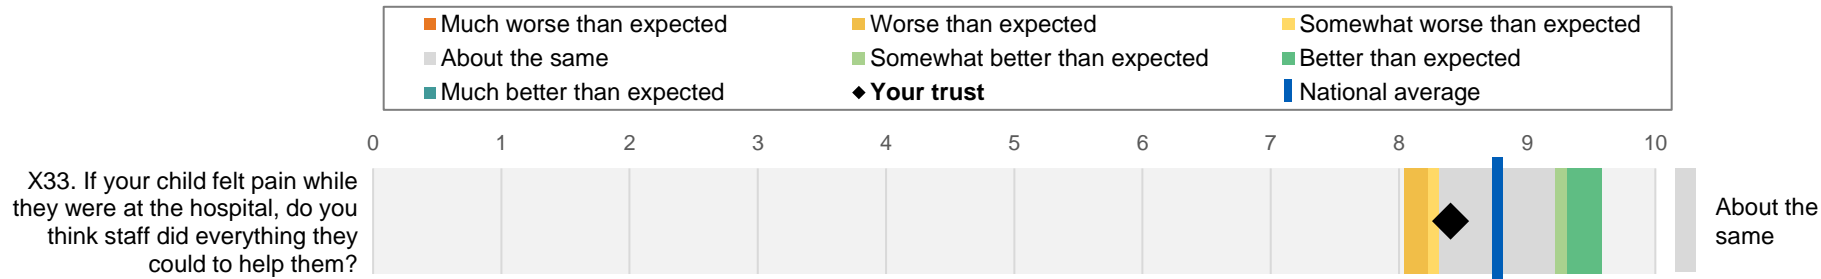 Much worse than expected
Worse than expected
Somewhat worse than expected
About the same
Somewhat better than expected
Better than expected
Much better than expected
Your trust
National average
0 1 2 3 4 5 6 7 8 9 10
X33. If your child felt pain while
they were at the hospital, do you
think staff did everything they
could to help them?
About the
same